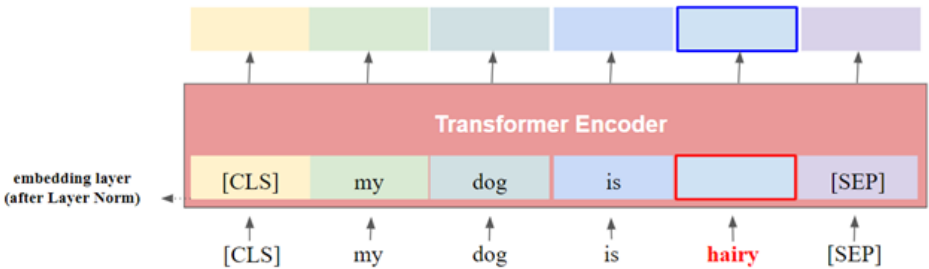 Transformer Encoder
embedding layer
(after Layer Norm)
[CLS] my dog is [SEP]
[CLS] my dog is hairy [SEP]